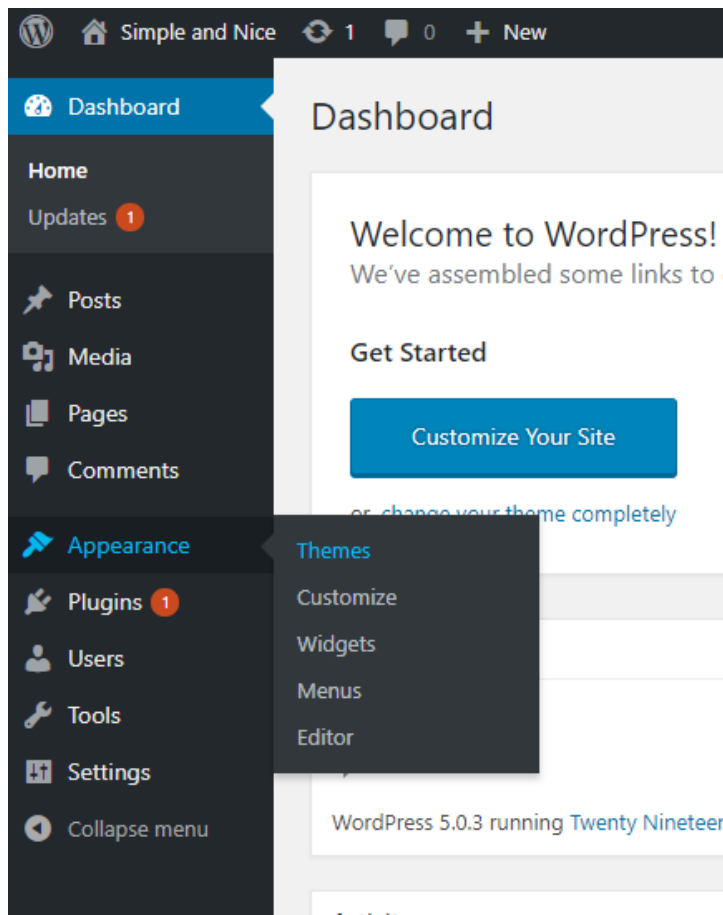 Simple and Nice 1 0 New
Dashboard
Home
Updates 1
Posts
Media
Pages
Comments
Appearance
Plugins 1
Users
Tools
Settings
Collapse menu
Themes
Customize
Widgets
Menus
Editor
Dashboard
Welcome to WordPress!
We've assembled some links to
Get Started
Customize Your Site
or change your theme completely
WordPress 5.0.3 running Twenty Nineteen